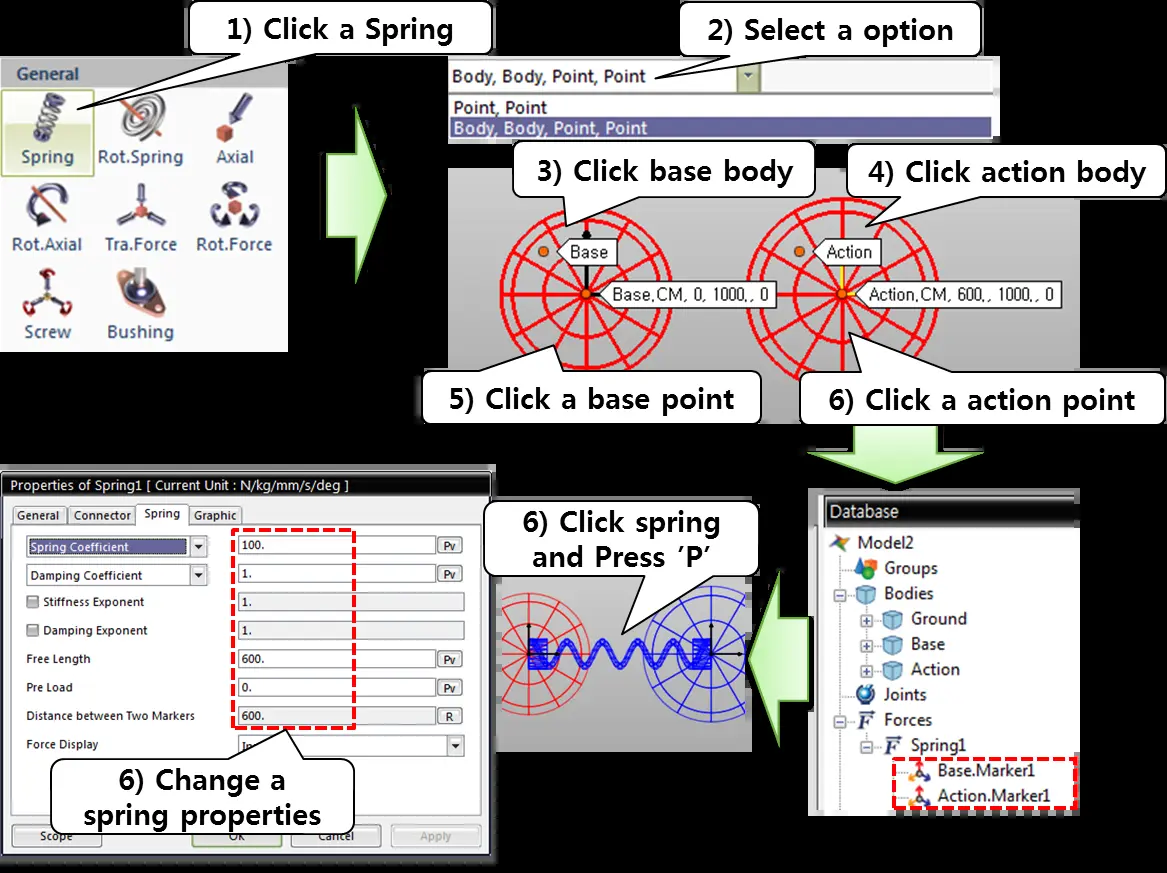 1) Click a Spring
2) Select a option
General
Spring
Rot.Spring
Axial
Rot.Axial
Tra.Force
Rot.Force
Screw
Bushing
Body, Body, Point, Point
Point, Point
Body, Body, Point, Point
3) Click base body
4) Click action body
Base
Action
Base.CM, 0, 1000,, 0
Action.CM, 600,, 1000,, 0
5) Click a base point
6) Click a action point
Properties of Spring1 [ Current Unit : N/kg/mm/s/deg ]
General
Connector
Spring
Graphic
Spring Coefficient
100.
Pv
Damping Coefficient
1.
Pv
Stiffness Exponent
1.
Damping Exponent
1.
Free Length
600.
Pv
Pre Load
0.
Pv
Distance between Two Markers
600.
R
Force Display
6) Change a
spring properties
Scope
OK
Cancel
Apply
6) Click spring
and Press 'P'
Database
Model2
Groups
Bodies
Ground
Base
Action
Joints
Forces
Spring1
Base.Marker1
Action.Marker1